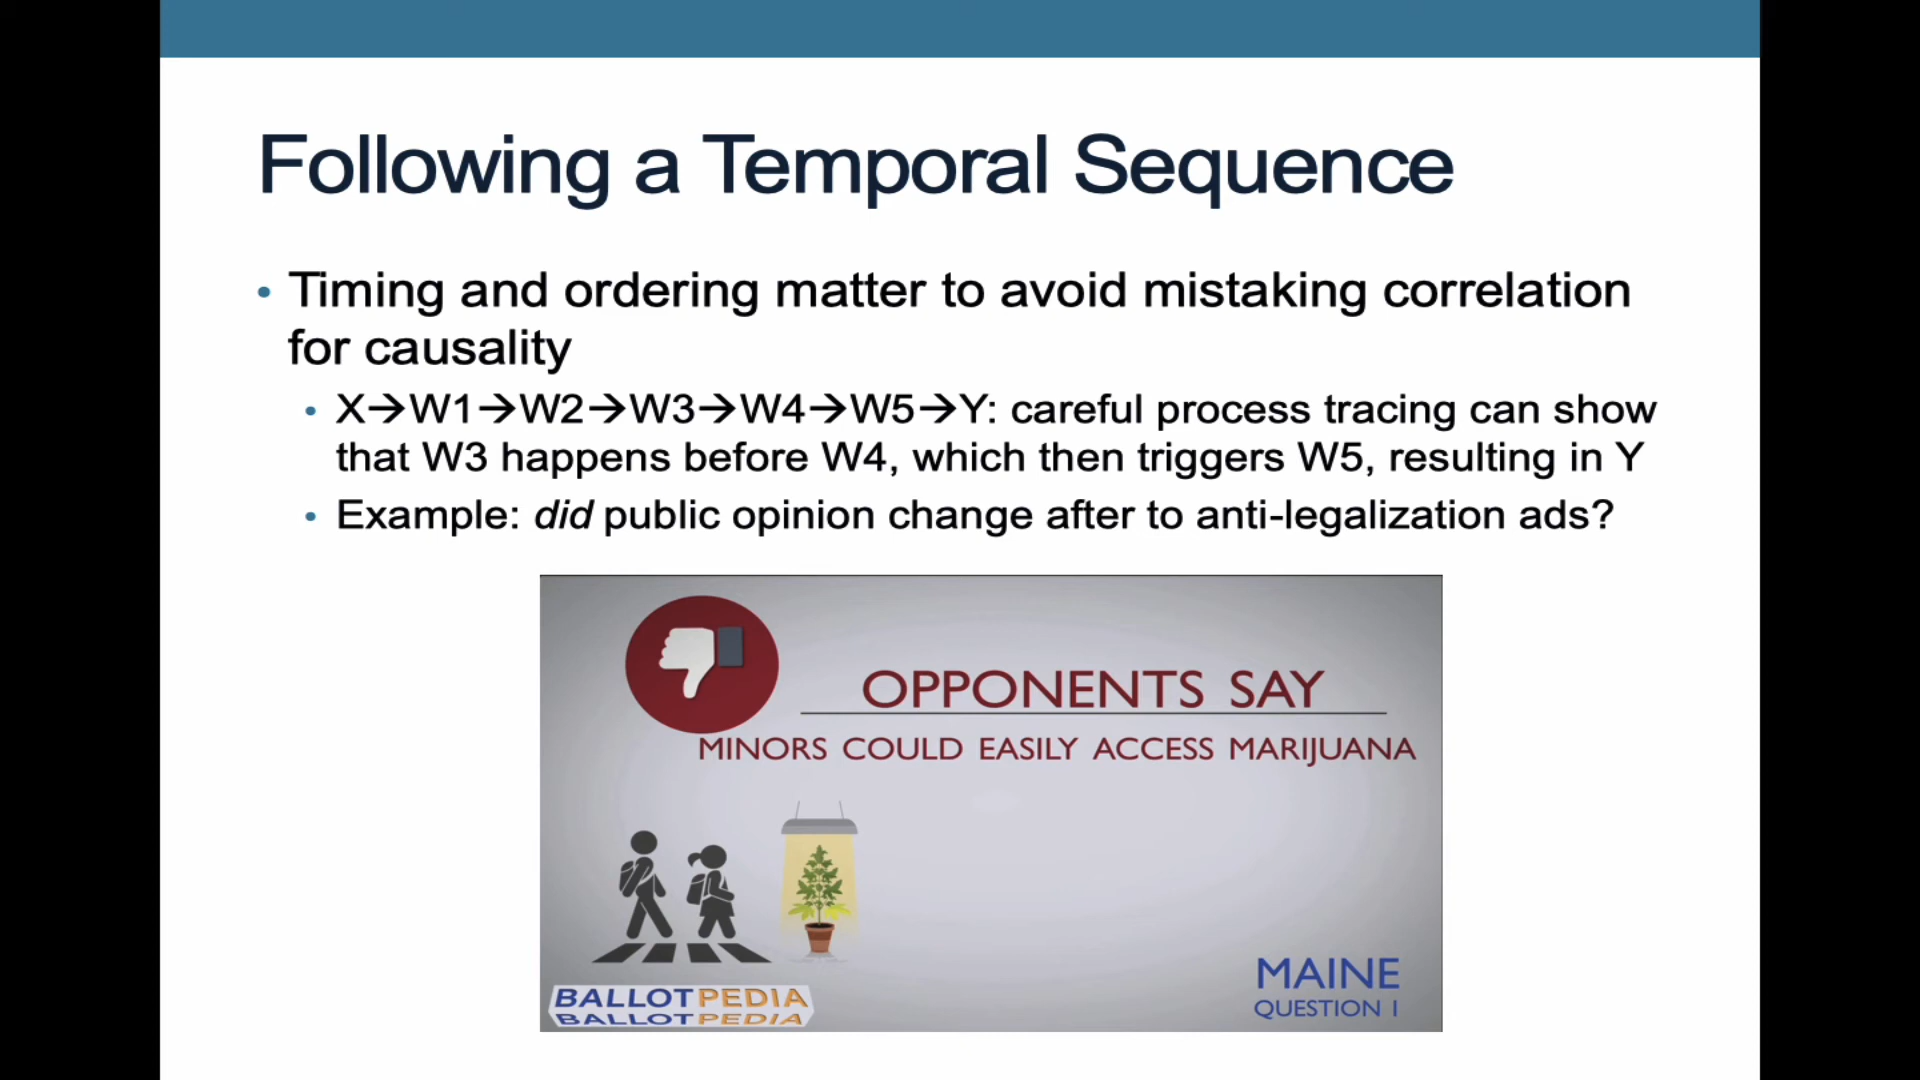 Following a Temporal Sequence
• Timing and ordering matter to avoid mistaking correlation
for causality
• X→W1→W2→W3→W4→W5→Y: careful process tracing can show
that W3 happens before W4, which then triggers W5, resulting in Y
• Example: did public opinion change after to anti-legalization ads?
OPPONENTS SAY
MINORS COULD EASILY ACCESS MARIJUANA
BALLOTPEDIA
BALLOTPEDIA
MAINE
QUESTION 1